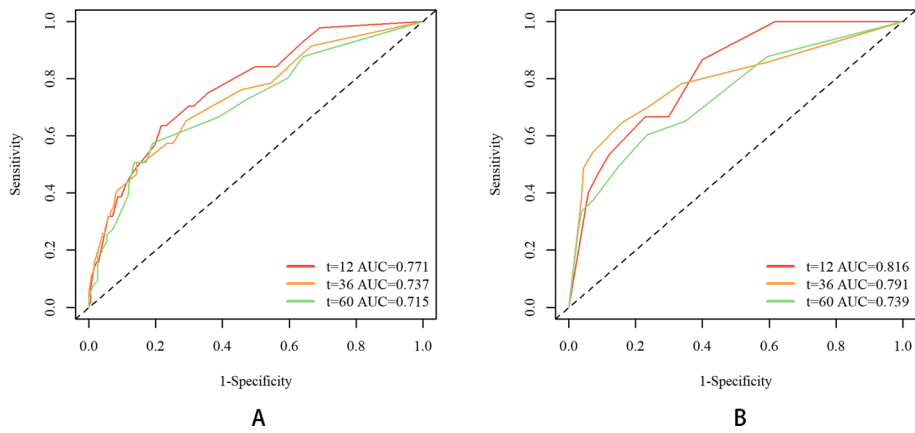 1.0
0.8
0.6
0.4
0.2
0.0
Sensitivity
t=12 AUC=0.771
t=36 AUC=0.737
t=60 AUC=0.715
0.0 0.2 0.4 0.6 0.8 1.0
1-Specificity
A
1.0
0.8
0.6
0.4
0.2
0.0
Sensitivity
t=12 AUC=0.816
t=36 AUC=0.791
t=60 AUC=0.739
0.0 0.2 0.4 0.6 0.8 1.0
1-Specificity
B